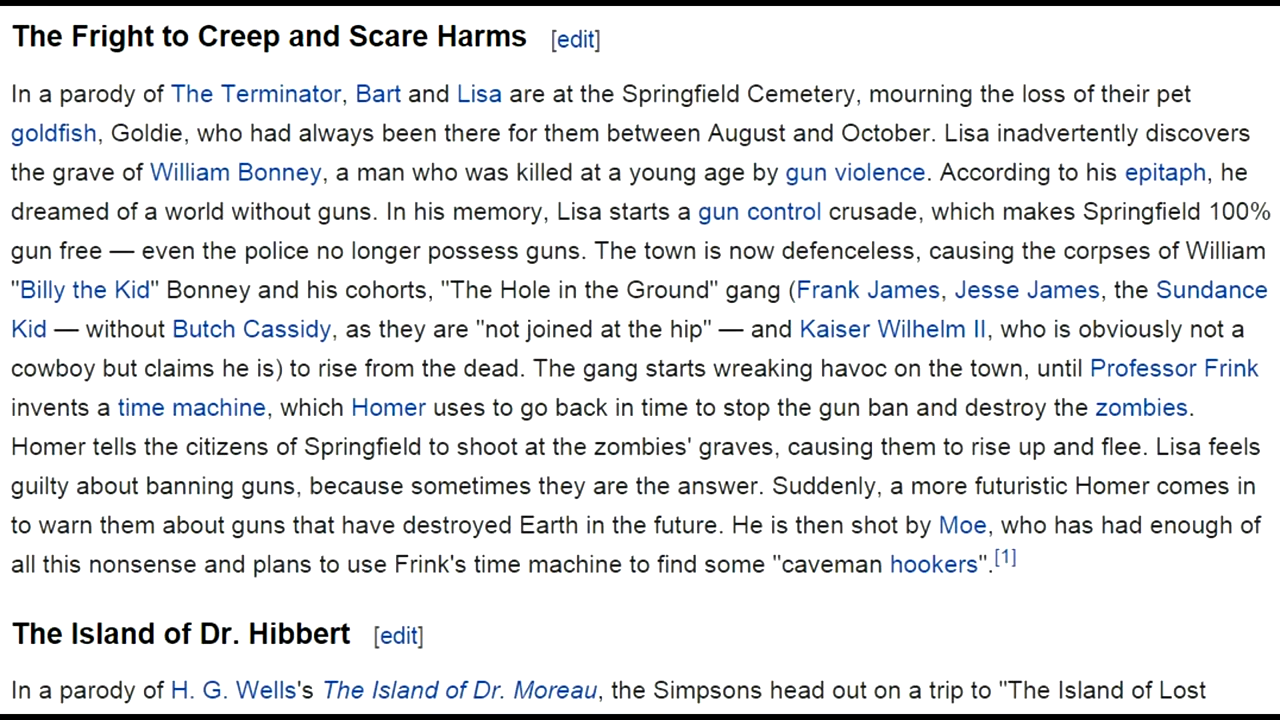 The Fright to Creep and Scare Harms [edit]
In a parody of The Terminator, Bart and Lisa are at the Springfield Cemetery, mourning the loss of their pet
goldfish, Goldie, who had always been there for them between August and October. Lisa inadvertently discovers
the grave of William Bonney, a man who was killed at a young age by gun violence. According to his epitaph, he
dreamed of a world without guns. In his memory, Lisa starts a gun control crusade, which makes Springfield 100%
gun free — even the police no longer possess guns. The town is now defenceless, causing the corpses of William
"Billy the Kid" Bonney and his cohorts, "The Hole in the Ground" gang (Frank James, Jesse James, the Sundance
Kid — without Butch Cassidy, as they are "not joined at the hip" — and Kaiser Wilhelm II, who is obviously not a
cowboy but claims he is) to rise from the dead. The gang starts wreaking havoc on the town, until Professor Frink
invents a time machine, which Homer uses to go back in time to stop the gun ban and destroy the zombies.
Homer tells the citizens of Springfield to shoot at the zombies' graves, causing them to rise up and flee. Lisa feels
guilty about banning guns, because sometimes they are the answer. Suddenly, a more futuristic Homer comes in
to warn them about guns that have destroyed Earth in the future. He is then shot by Moe, who has had enough of
all this nonsense and plans to use Frink's time machine to find some "caveman hookers".[1]
The Island of Dr. Hibbert [edit]
In a parody of H. G. Wells's The Island of Dr. Moreau, the Simpsons head out on a trip to "The Island of Lost